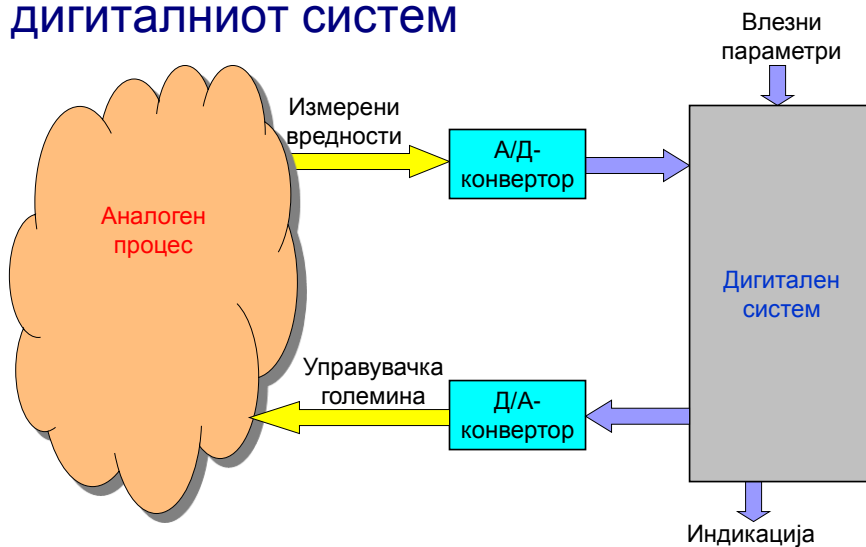 дигиталниот систем
Влезни
параметри
Измерени
вредности
А/Д-
конвертор
Аналоген
процес
Дигитален
систем
Управувачка
големина
Д/А-
конвертор
Индикација